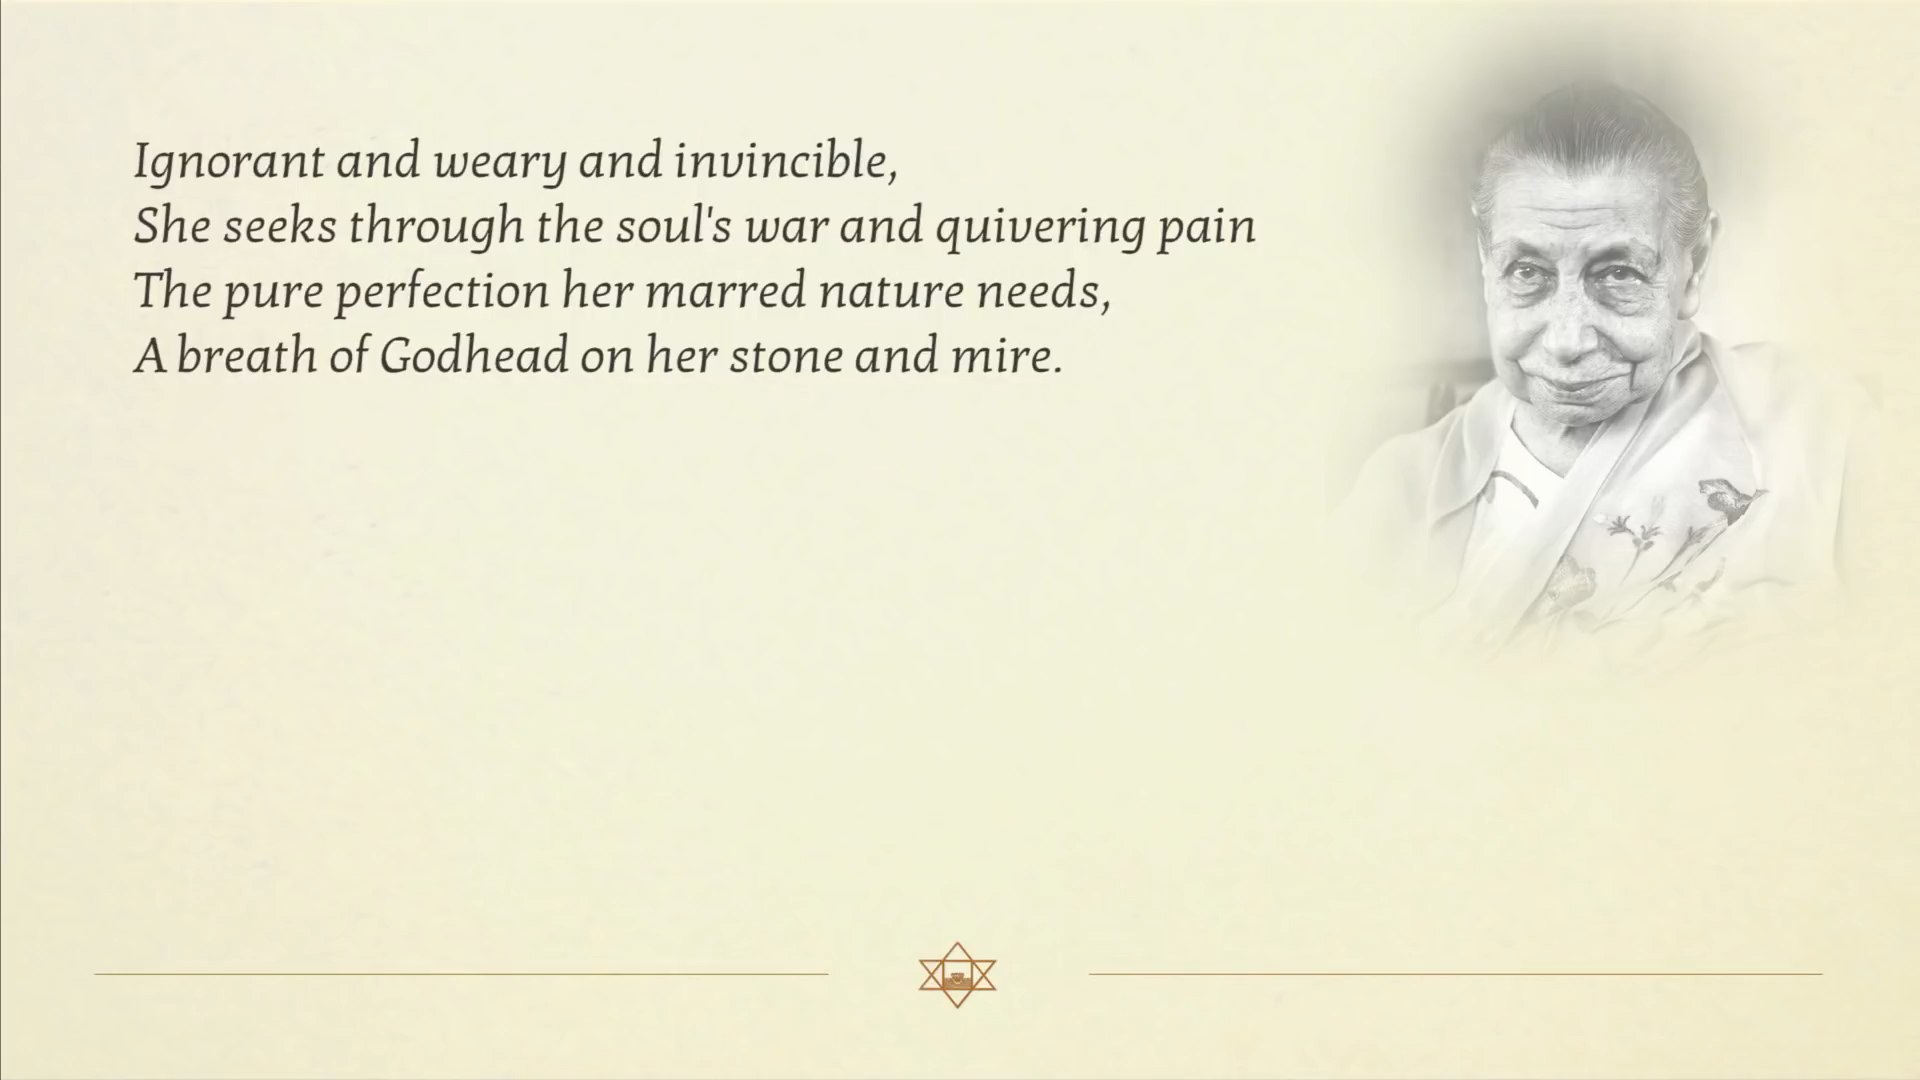 Ignorant and weary and invincible,
She seeks through the soul's war and quivering pain
The pure perfection her marred nature needs,
A breath of Godhead on her stone and mire.